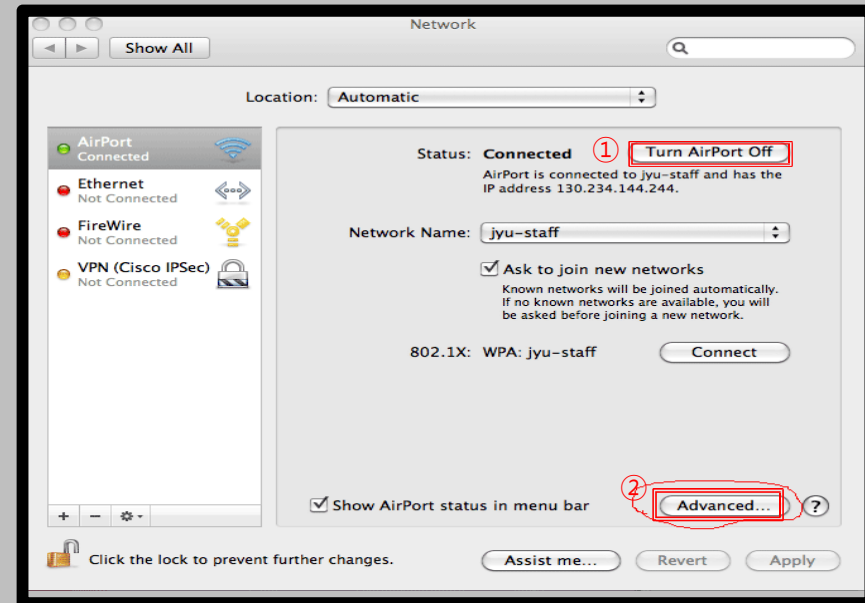 Network
Show All
Location: Automatic
AirPort
Connected
Ethernet
Not Connected
FireWire
Not Connected
VPN (Cisco IPSec)
Not Connected
Status: Connected ① Turn AirPort Off
AirPort is connected to jyu-staff and has the
IP address 130.234.144.244.
Network Name: jyu-staff
Ask to join new networks
Known networks will be joined automatically.
If no known networks are available, you will
be asked before joining a new network.
802.1X: WPA: jyu-staff Connect
Show AirPort status in menu bar ② Advanced... ?
Click the lock to prevent further changes. Assist me... Revert Apply